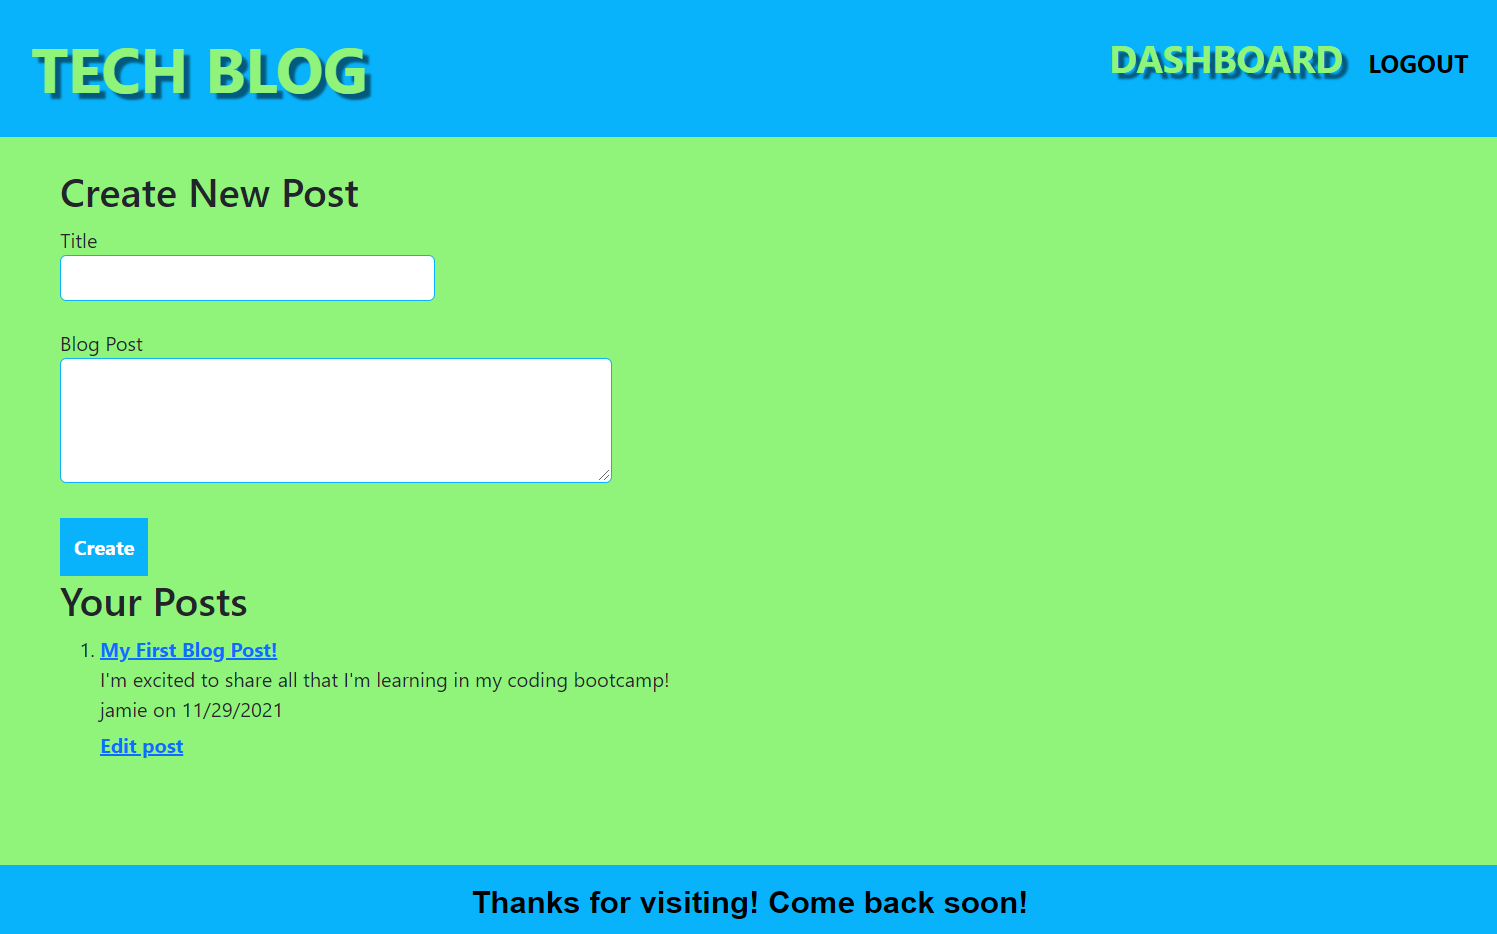 TECH BLOG
DASHBOARD LOGOUT
Create New Post
Title
Blog Post
Create
Your Posts
1. My First Blog Post!
I'm excited to share all that I'm learning in my coding bootcamp!
jamie on 11/29/2021
Edit post
Thanks for visiting! Come back soon!